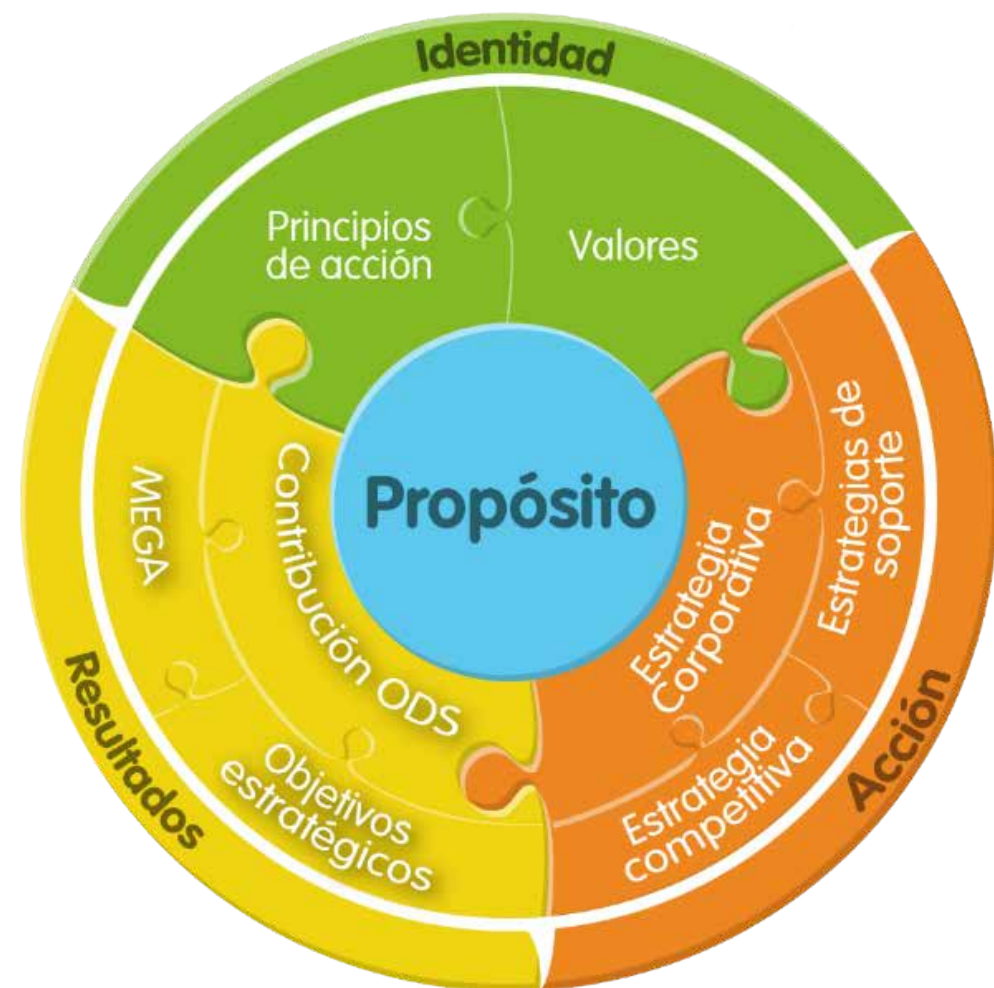 Identidad
Principios
de acción
Valores
Propósito
Estrategia
Corporativa
Estrategias de
soporte
Estrategia
competitiva
Acción
Contribución ODS
MEGA
Objetivos
estratégicos
Resultados